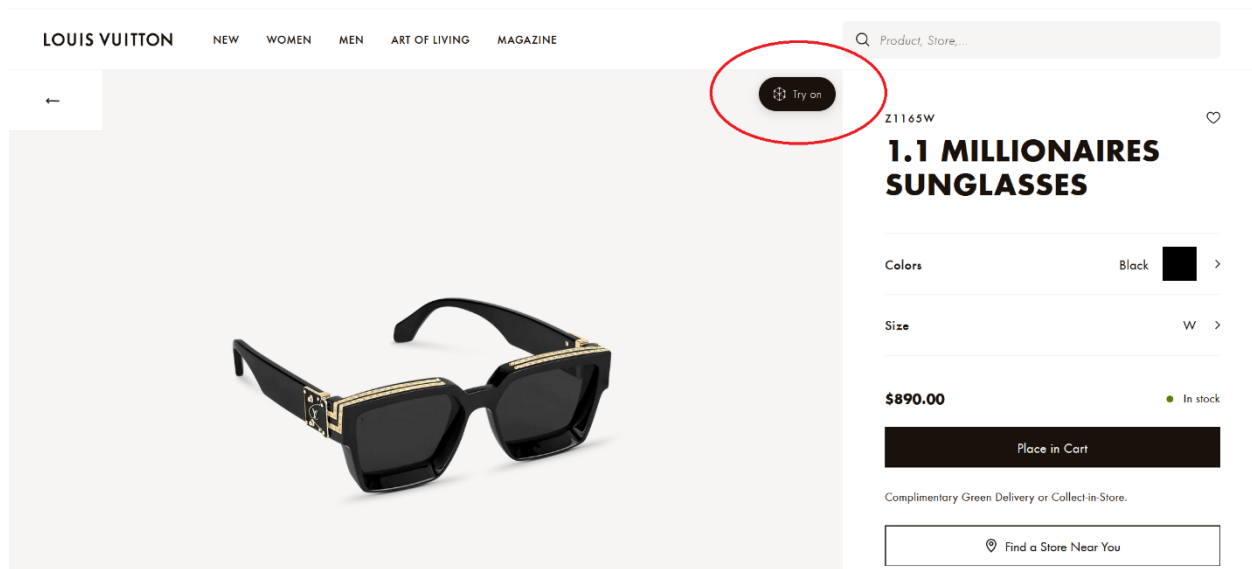 LOUIS VUITTON NEW WOMEN MEN ART OF LIVING MAGAZINE Product, Store,...
Try on
Z1165W
1.1 MILLIONAIRES
SUNGLASSES
Colors Black
Size W
$890.00 In stock
Place in Cart
Complimentary Green Delivery or Collect-in-Store.
Find a Store Near You